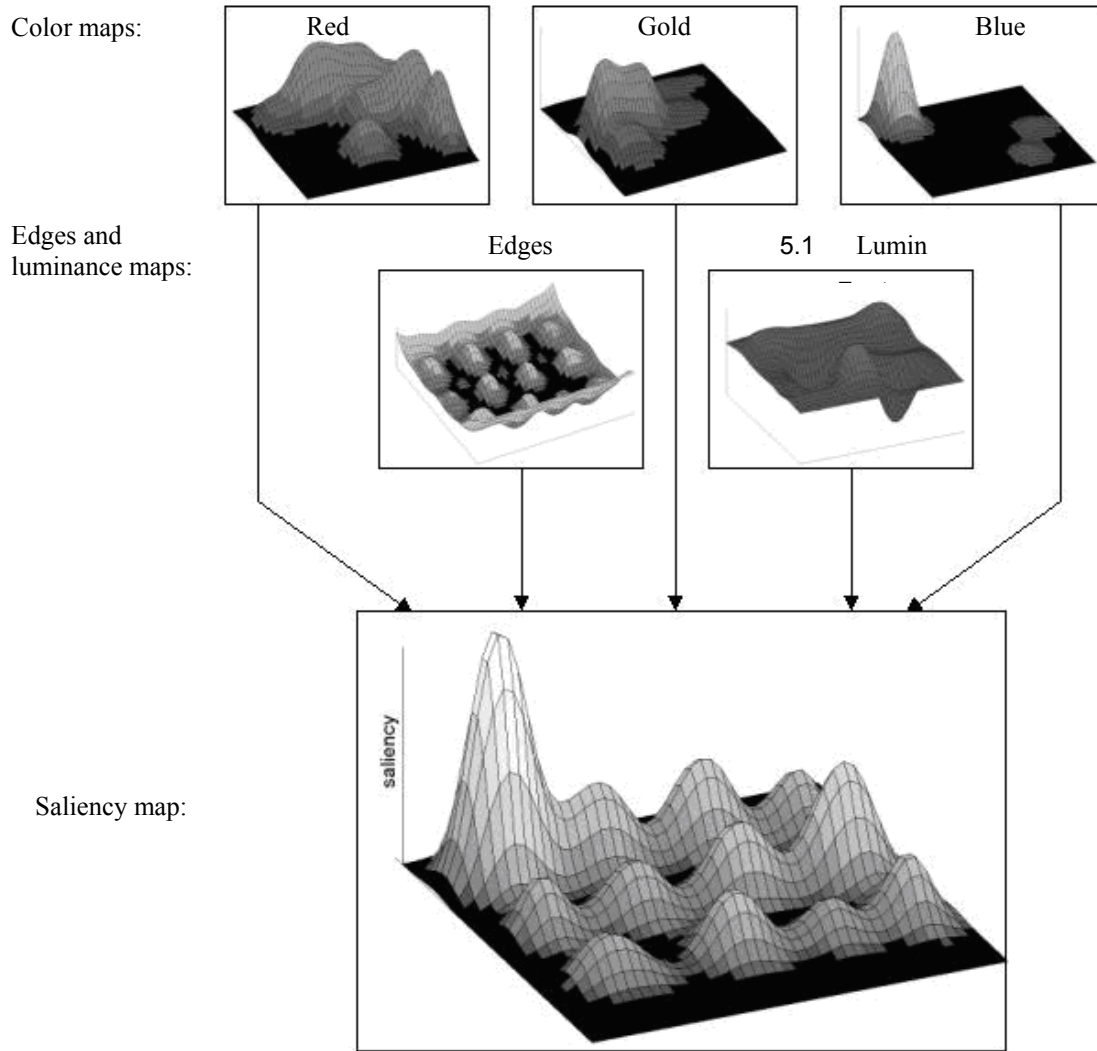 Color maps:
Red
Gold
Blue
Edges and
luminance maps:
Edges
5.1 Lumin
saliency
Saliency map: